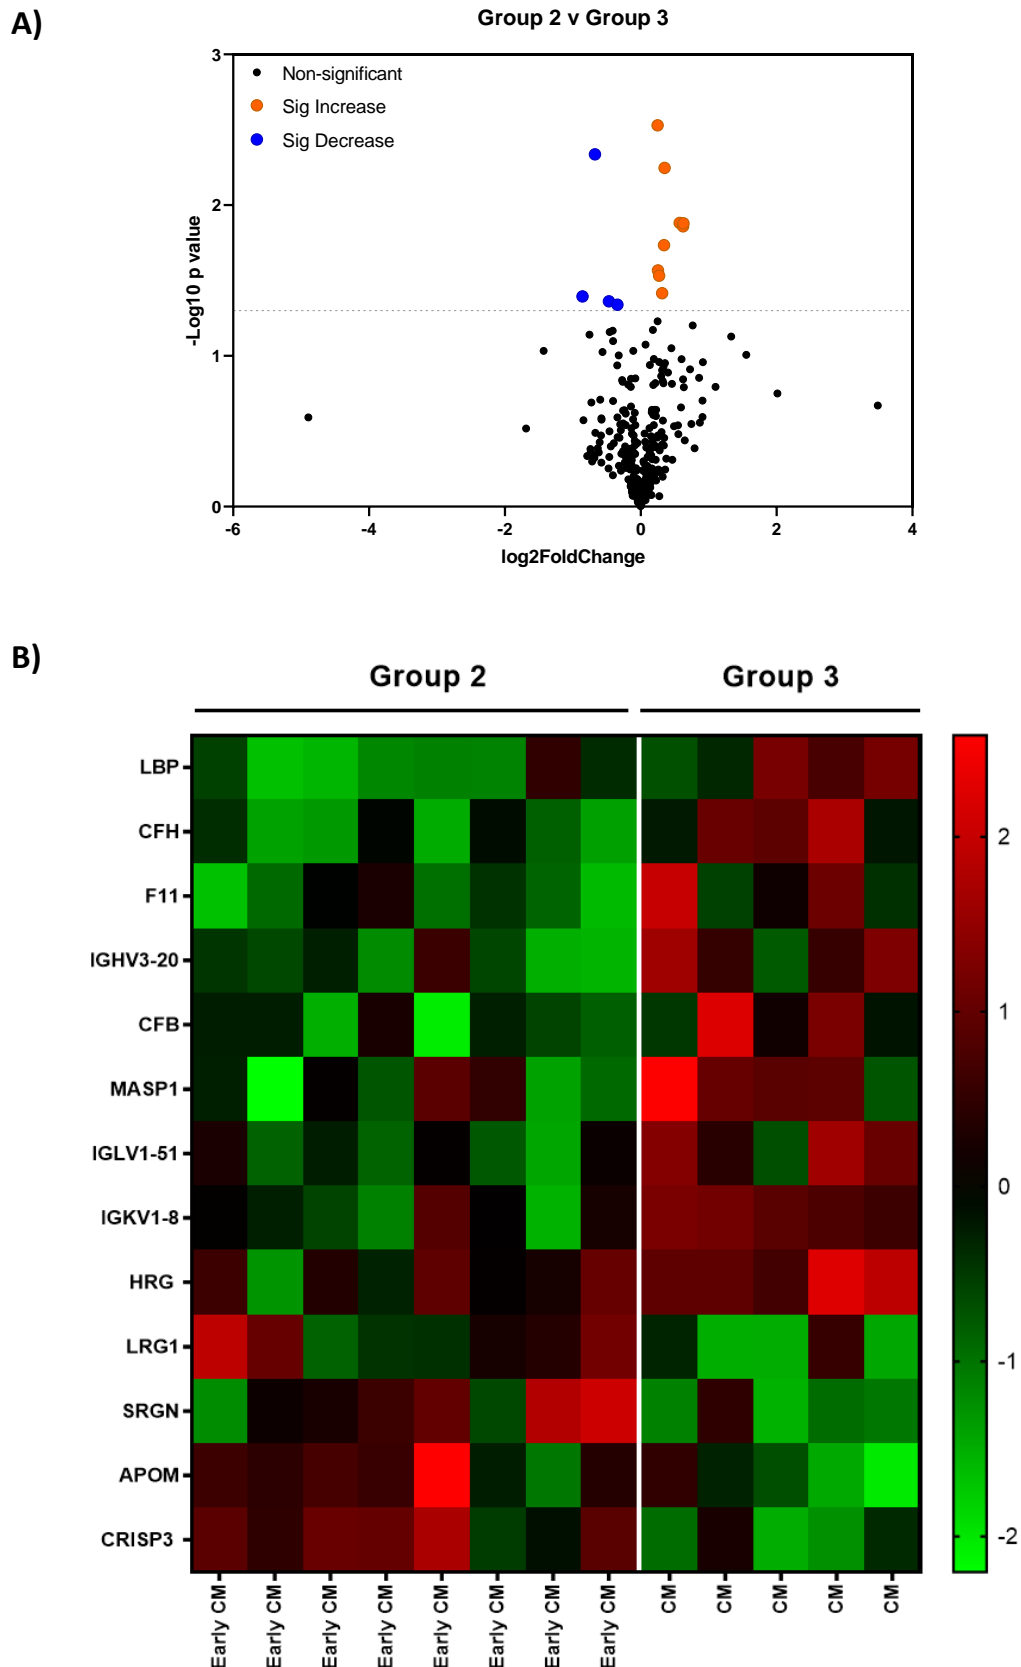 A)
Group 2 v Group 3
Non-significant
Sig Increase
Sig Decrease
-Log10 p value
3
2
1
0
-6
-4
-2
0
2
4
log2FoldChange
B)
Group 2
Group 3
LBP
CFH
F11
IGHV3-20
CFB
MASP1
IGLV1-51
IGKV1-8
HRG
LRG1
SRGN
APOM
CRISP3
2
1
0
-1
-2
Early CM
Early CM
Early CM
Early CM
Early CM
Early CM
Early CM
Early CM
CM
CM
CM
CM
CM